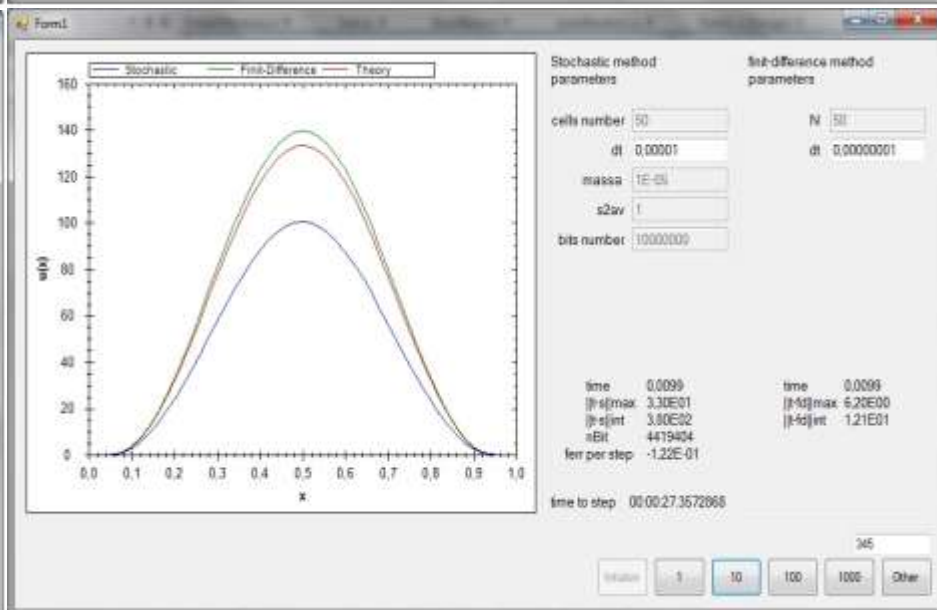 Form1
Stochastic Finit-Difference Theory
160
140
120
100
80
60
40
20
0
u(x)
0,0 0,1 0,2 0,3 0,4 0,5 0,6 0,7 0,8 0,9 1,0
x
Stochastic method
parameters
cells number 50
dt 0,00001
massa 1E-05
s2av 1
bits number 10000000
finit-difference method
parameters
N 50
dt 0,00000001
time 0,0099
||t-s||max 3,30E01
||t-s||int 3,80E02
nBit 4419404
ferr per step -1,22E-01
time 0,0099
||t-fd||max 6,20E00
||t-fd||int 1,21E01
time to step 00:00:27.3572868
345
1 10 100 1000 Other